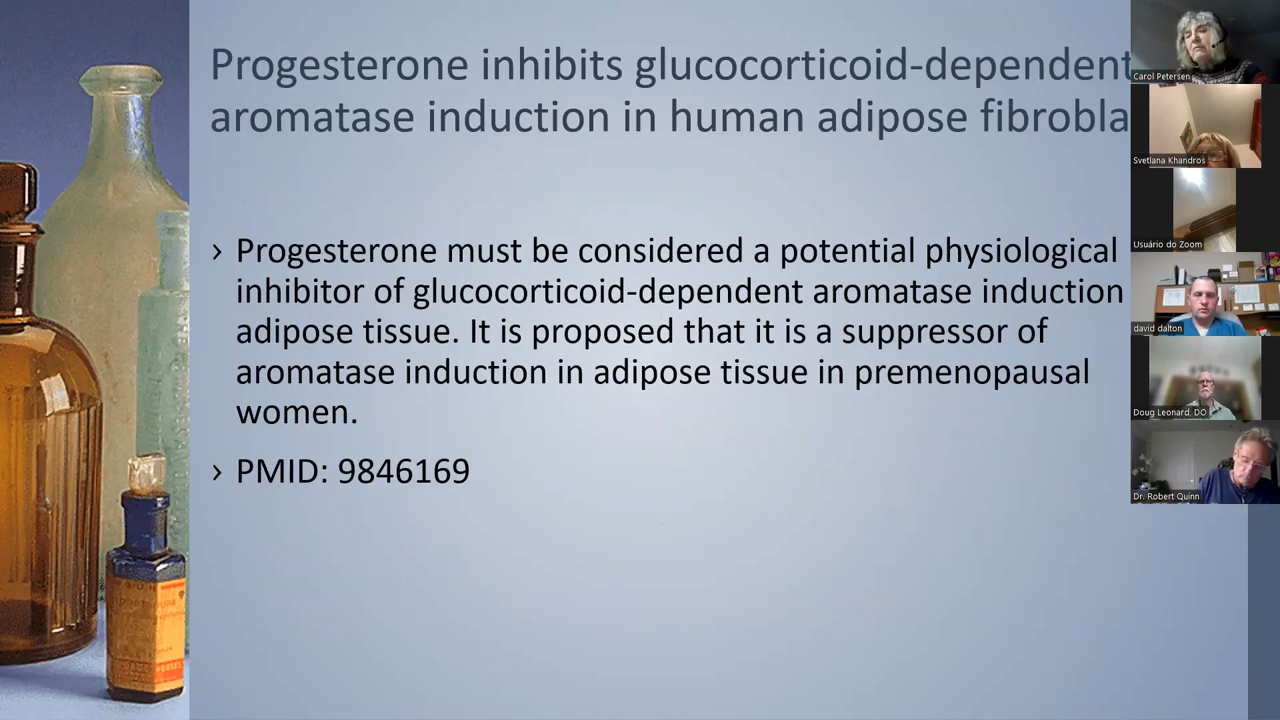 Progesterone inhibits glucocorticoid-dependent
aromatase induction in human adipose fibrobla
› Progesterone must be considered a potential physiological
inhibitor of glucocorticoid-dependent aromatase induction
adipose tissue. It is proposed that it is a suppressor of
aromatase induction in adipose tissue in premenopausal
women.
› PMID: 9846169
Carol Petersen
Svetlana Khandros
Usuário do Zoom
david dalton
Doug Leonard, DO
Dr. Robert Quinn